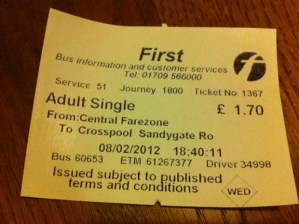 First
Bus information and customer services
Tel: 01709 566000
Service 51 Journey 1800 Ticket No 1367
Adult Single £ 1.70
From:Central Farezone
To Crosspool Sandygate Ro
08/02/2012 18:40:11
Bus 60653 ETM 61267377 Driver 34998
Issued subject to published
terms and conditions
WED